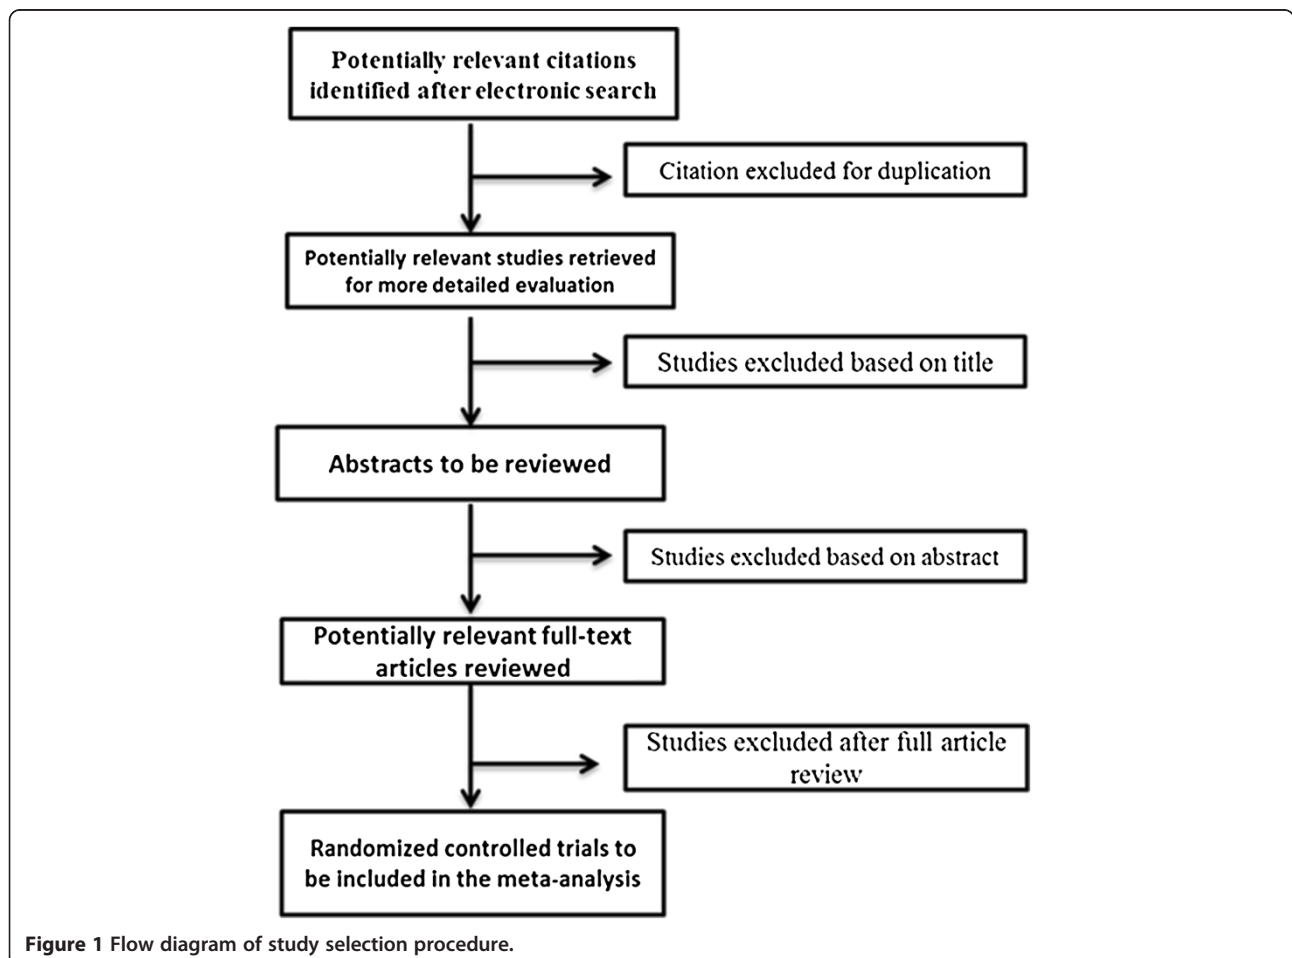 Potentially relevant citations
identified after electronic search
Citation excluded for duplication
Potentially relevant studies retrieved
for more detailed evaluation
Studies excluded based on title
Abstracts to be reviewed
Studies excluded based on abstract
Potentially relevant full-text
articles reviewed
Studies excluded after full article
review
Randomized controlled trials to
be included in the meta-analysis
Figure 1 Flow diagram of study selection procedure.